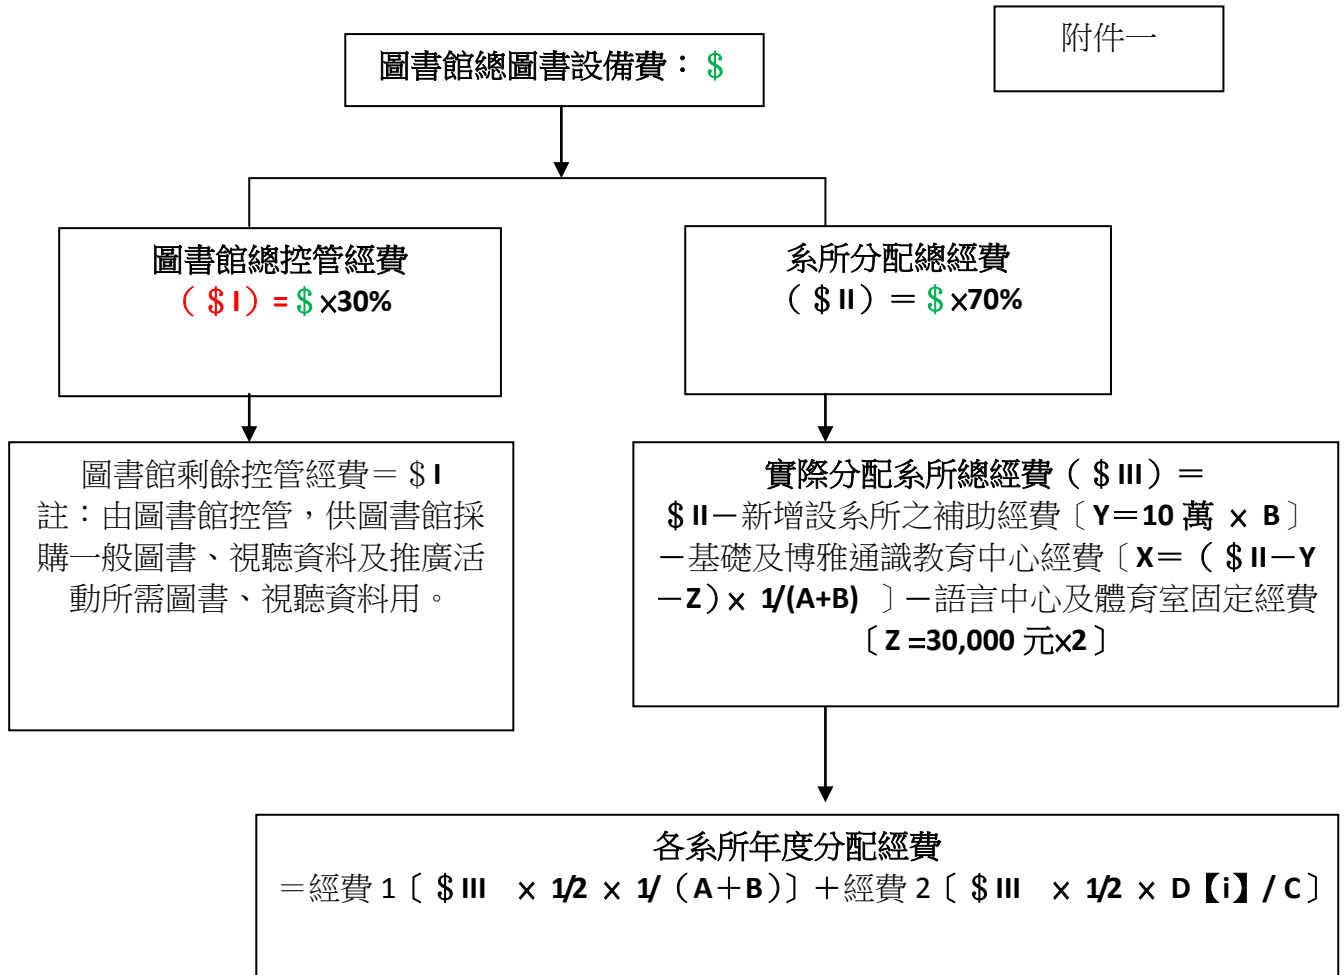 附件一
圖書館總圖書設備費：＄
圖書館總控管經費
（＄I）=＄×30%
系所分配總經費
（＄II）＝＄×70%
圖書館剩餘控管經費＝＄I
註：由圖書館控管，供圖書館採
購一般圖書、視聽資料及推廣活
動所需圖書、視聽資料用。
實際分配系所總經費（＄III）＝
＄II－新增設系所之補助經費〔Y＝10 萬 × B〕
－基礎及博雅通識教育中心經費〔X＝（＄II－Y
－Z）× 1/(A+B) 〕－語言中心及體育室固定經費
〔Z =30,000 元×2〕
各系所年度分配經費
＝經費 1〔＄III × 1/2 × 1/（A＋B）〕＋經費 2〔＄III × 1/2 × D【i】/ C〕